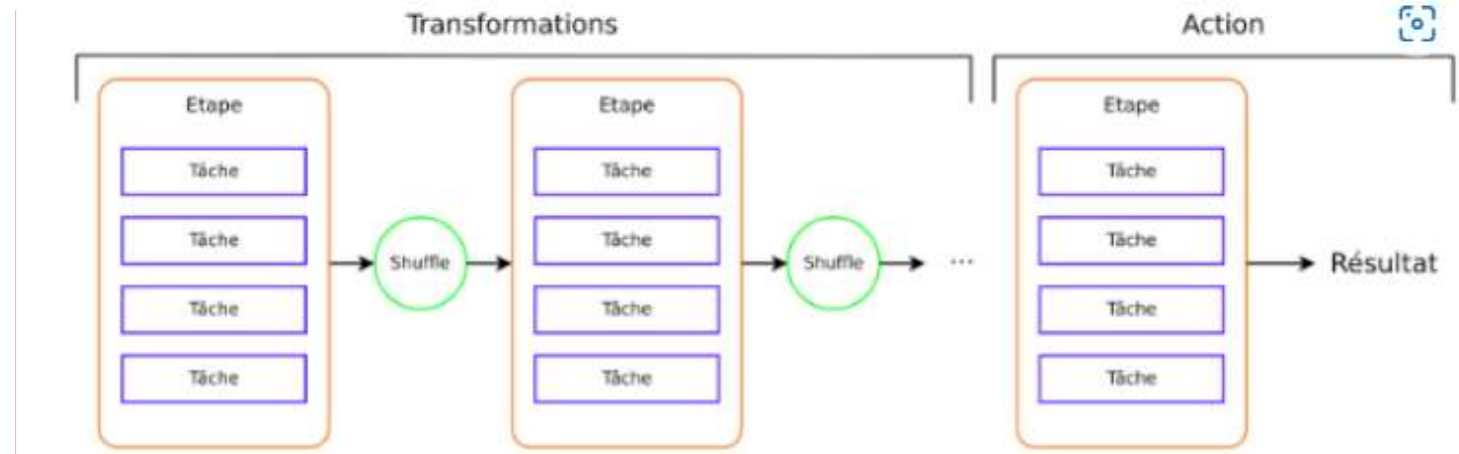 Transformations
Action
Etape
Tâche
Tâche
Tâche
Tâche
Shuffle
Etape
Tâche
Tâche
Tâche
Tâche
Shuffle
...
Etape
Tâche
Tâche
Tâche
Tâche
Résultat